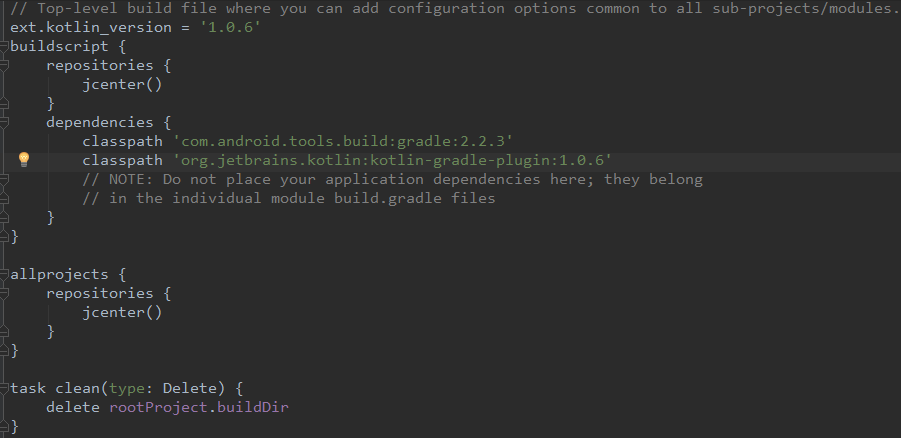 // Top-level build file where you can add configuration options common to all sub-projects/modules.
ext.kotlin_version = '1.0.6'
buildscript {
    repositories {
        jcenter()
    }
    dependencies {
        classpath 'com.android.tools.build:gradle:2.2.3'
        classpath 'org.jetbrains.kotlin:kotlin-gradle-plugin:1.0.6'
        // NOTE: Do not place your application dependencies here; they belong
        // in the individual module build.gradle files
    }
}
allprojects {
    repositories {
        jcenter()
    }
}
task clean(type: Delete) {
    delete rootProject.buildDir
}